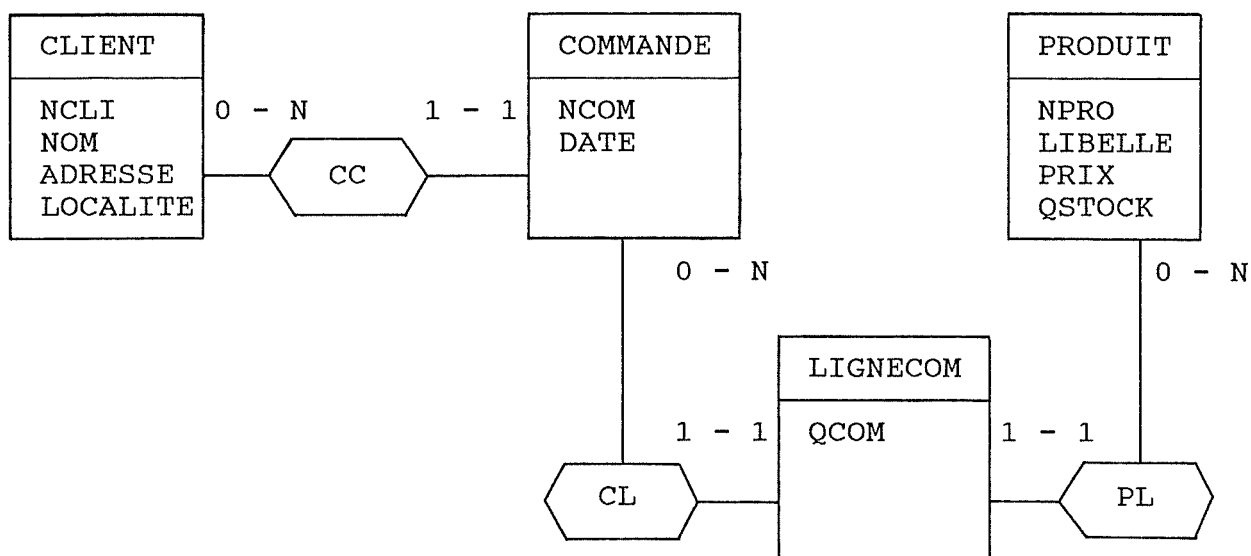 CLIENT
NCLI
NOM
ADRESSE
LOCALITE
0 - N
CC
1 - 1
COMMANDE
NCOM
DATE
0 - N
PRODUIT
NPRO
LIBELLE
PRIX
QSTOCK
0 - N
LIGNECOM
QCOM
1 - 1
1 - 1
CL
PL